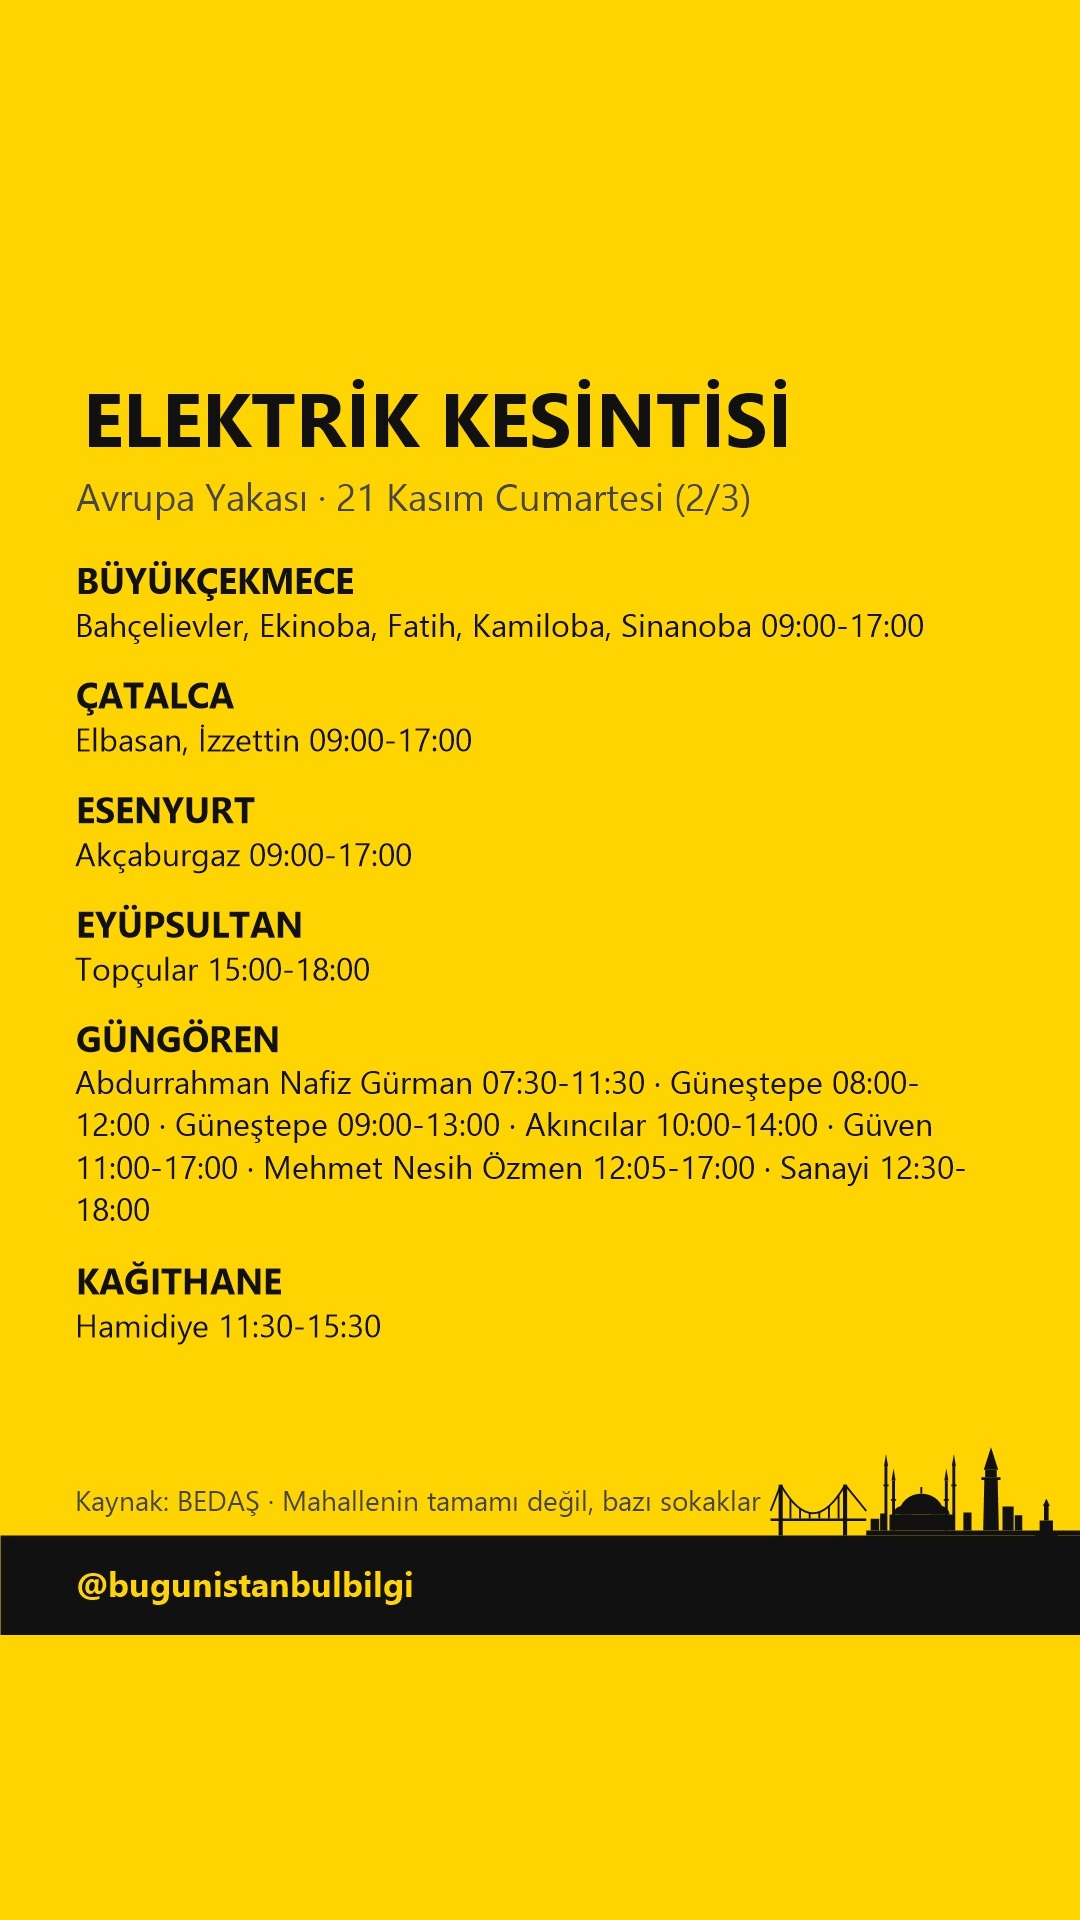 ELEKTRİK KESİNTİSİ
Avrupa Yakası · 21 Kasım Cumartesi (2/3)
BÜYÜKÇEKMECE
Bahçelievler, Ekinoba, Fatih, Kamiloba, Sinanoba 09:00-17:00
ÇATALCA
Elbasan, İzzettin 09:00-17:00
ESENYURT
Akçaburgaz 09:00-17:00
EYÜPSULTAN
Topçular 15:00-18:00
GÜNGÖREN
Abdurrahman Nafiz Gürman 07:30-11:30 · Güneştepe 08:00-
12:00 · Güneştepe 09:00-13:00 · Akıncılar 10:00-14:00 · Güven
11:00-17:00 · Mehmet Nesih Özmen 12:05-17:00 · Sanayi 12:30-
18:00
KAĞITHANE
Hamidiye 11:30-15:30
Kaynak: BEDAŞ · Mahallenin tamamı değil, bazı sokaklar
@bugunistanbulbilgi